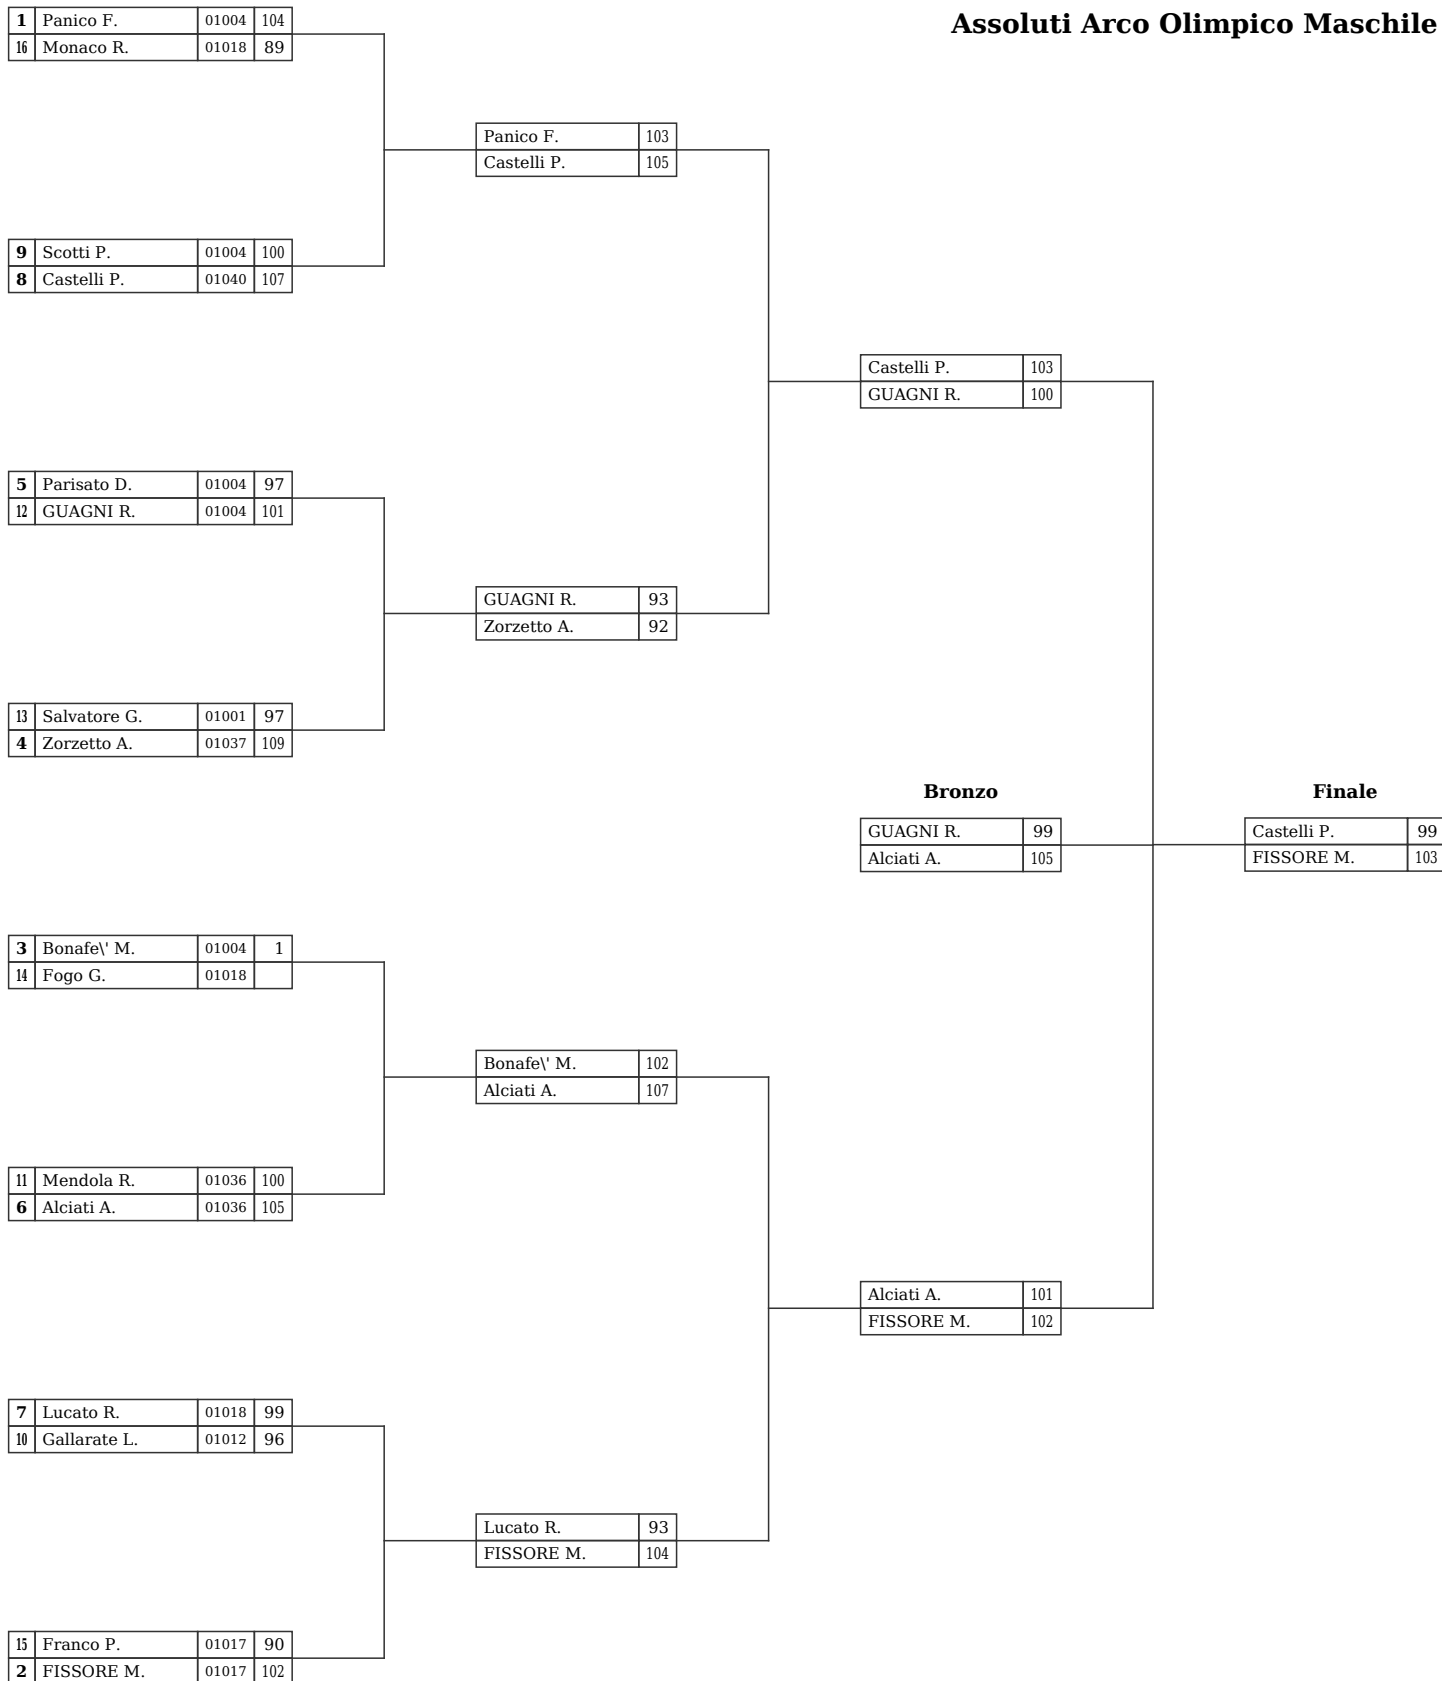 Assoluti Arco Olimpico Maschile
1 Panico F. 01004 104
16 Monaco R. 01018 89
Panico F. 103
Castelli P. 105
9 Scotti P. 01004 100
8 Castelli P. 01040 107
Castelli P. 103
GUAGNI R. 100
5 Parisato D. 01004 97
12 GUAGNI R. 01004 101
GUAGNI R. 93
Zorzetto A. 92
13 Salvatore G. 01001 97
4 Zorzetto A. 01037 109
Bronzo
Finale
GUAGNI R. 99
Alciati A. 105
Castelli P. 99
FISSORE M. 103
3 Bonafe\' M. 01004 1
14 Fogo G. 01018
Bonafe\' M. 102
Alciati A. 107
11 Mendola R. 01036 100
6 Alciati A. 01036 105
Alciati A. 101
FISSORE M. 102
7 Lucato R. 01018 99
10 Gallarate L. 01012 96
Lucato R. 93
FISSORE M. 104
15 Franco P. 01017 90
2 FISSORE M. 01017 102